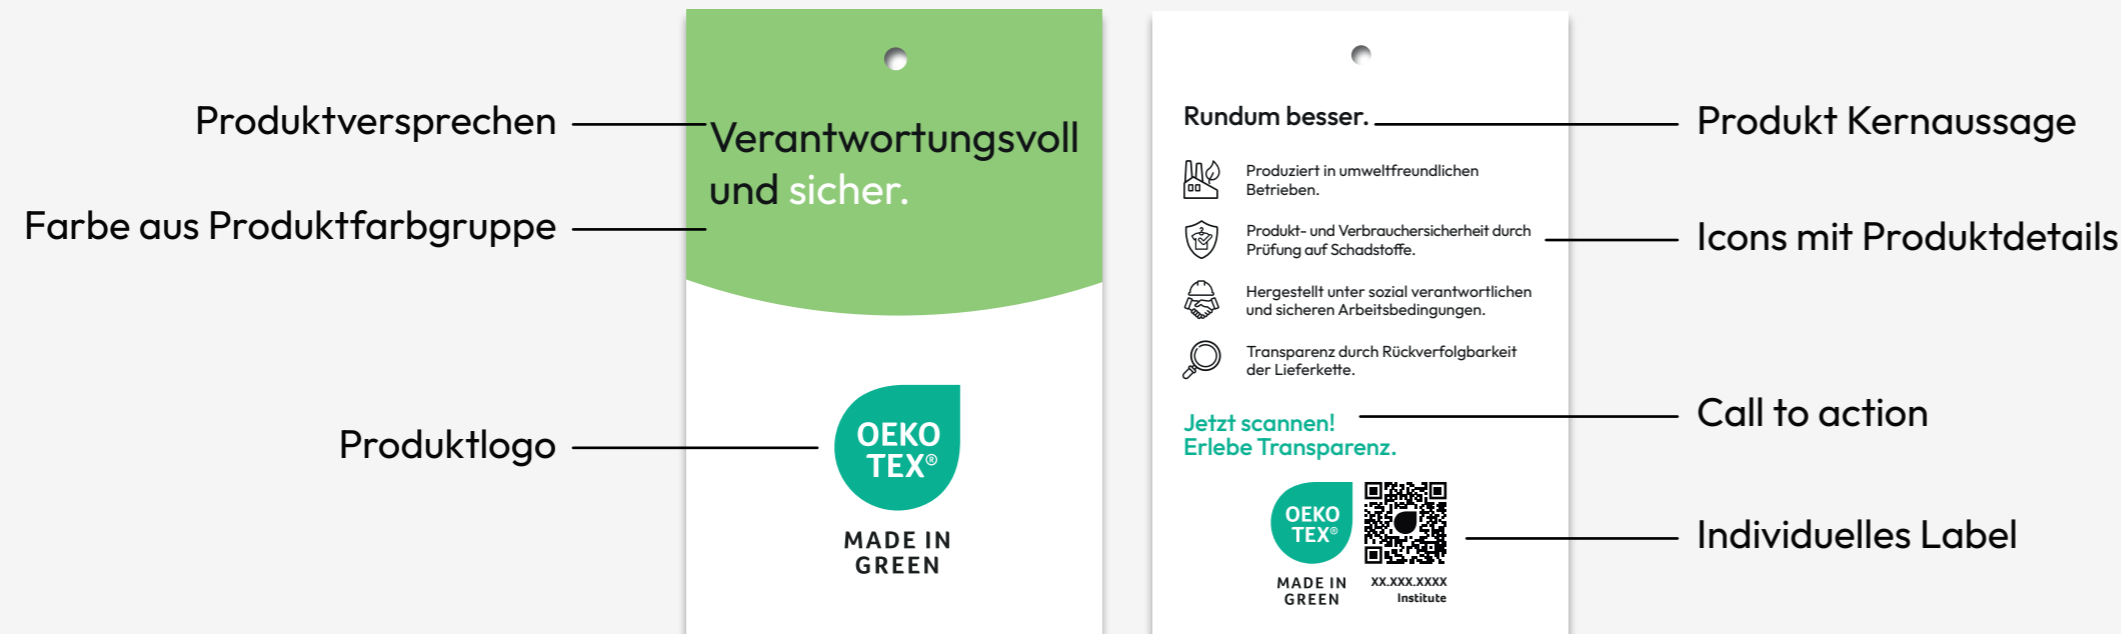 Produktversprechen
Farbe aus Produktfarbgruppe
Produktlogo
Verantwortungsvoll
und sicher.
OEKO
TEX®
MADE IN
GREEN
Rundum besser.
Produziert in umweltfreundlichen
Betrieben.
Produkt- und Verbrauchersicherheit durch
Prüfung auf Schadstoffe.
Hergestellt unter sozial verantwortlichen
und sicheren Arbeitsbedingungen.
Transparenz durch Rückverfolgbarkeit
der Lieferkette.
Jetzt scannen!
Erlebe Transparenz.
OEKO
TEX®
MADE IN
GREEN
XX.XXX.XXXX
Institute
Produkt Kernaussage
Icons mit Produktdetails
Call to action
Individuelles Label